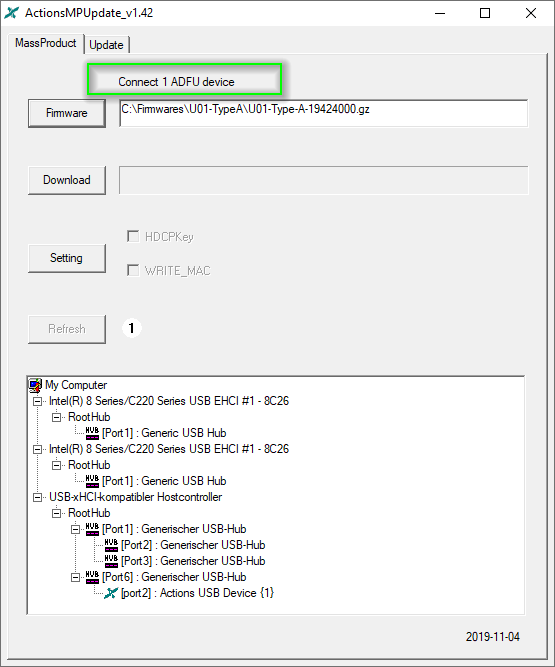 ActionsMPUpdate_v1.42
MassProduct
Update
Connect 1 ADFU device
Firmware
C:\Firmwares\U01-TypeA\U01-Type-A-19424000.gz
Download
Setting
HDCPKey
WRITE_MAC
Refresh
1
My Computer
Intel(R) 8 Series/C220 Series USB EHCI #1 - 8C26
RootHub
HUB [Port1] : Generic USB Hub
Intel(R) 8 Series/C220 Series USB EHCI #1 - 8C26
RootHub
HUB [Port1] : Generic USB Hub
USB-xHCI-kompatibler Hostcontroller
RootHub
HUB [Port1] : Generischer USB-Hub
HUB [Port2] : Generischer USB-Hub
HUB [Port3] : Generischer USB-Hub
HUB [Port6] : Generischer USB-Hub
[port2] : Actions USB Device {1}
2019-11-04